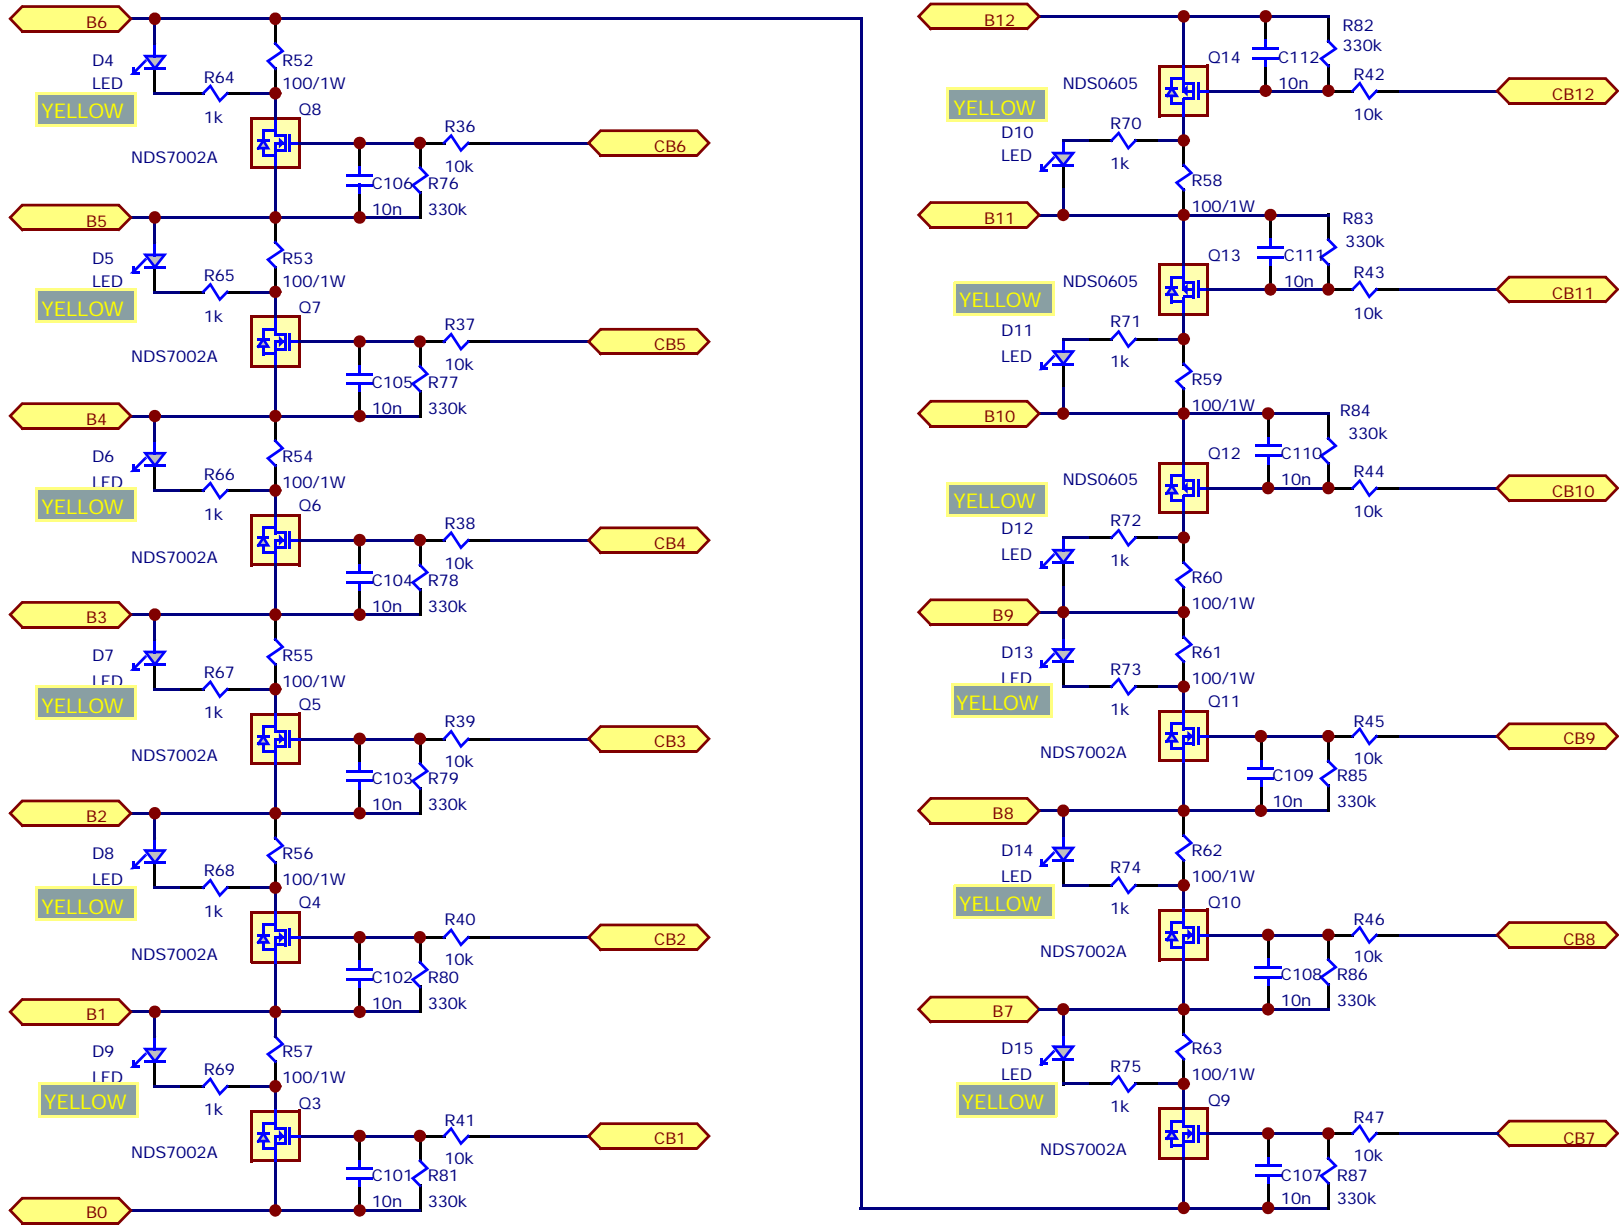 B6
D4
LED
YELLOW
R64
1k
R52
100/1W
Q8
NDS7002A
R36
10k
CB6
C106
10n
R76
330k
B5
D5
LED
YELLOW
R65
1k
R53
100/1W
Q7
NDS7002A
R37
10k
CB5
C105
10n
R77
330k
B4
D6
LED
YELLOW
R66
1k
R54
100/1W
Q6
NDS7002A
R38
10k
CB4
C104
10n
R78
330k
B3
D7
LED
YELLOW
R67
1k
R55
100/1W
Q5
NDS7002A
R39
10k
CB3
C103
10n
R79
330k
B2
D8
LED
YELLOW
R68
1k
R56
100/1W
Q4
NDS7002A
R40
10k
CB2
C102
10n
R80
330k
B1
D9
LED
YELLOW
R69
1k
R57
100/1W
Q3
NDS7002A
R41
10k
CB1
C101
10n
R81
330k
B0
B12
Q14
NDS0605
C112
10n
R82
330k
R42
10k
CB12
YELLOW
D10
LED
R70
1k
R58
100/1W
B11
Q13
NDS0605
C111
10n
R83
330k
R43
10k
CB11
YELLOW
D11
LED
R71
1k
R59
100/1W
B10
Q12
NDS0605
C110
10n
R84
330k
R44
10k
CB10
YELLOW
D12
LED
R72
1k
R60
100/1W
B9
D13
LED
YELLOW
R73
1k
R61
100/1W
Q11
NDS7002A
R45
10k
CB9
C109
10n
R85
330k
B8
D14
LED
YELLOW
R74
1k
R62
100/1W
Q10
NDS7002A
R46
10k
CB8
C108
10n
R86
330k
B7
D15
LED
YELLOW
R75
1k
R63
100/1W
Q9
NDS7002A
R47
10k
CB7
C107
10n
R87
330k